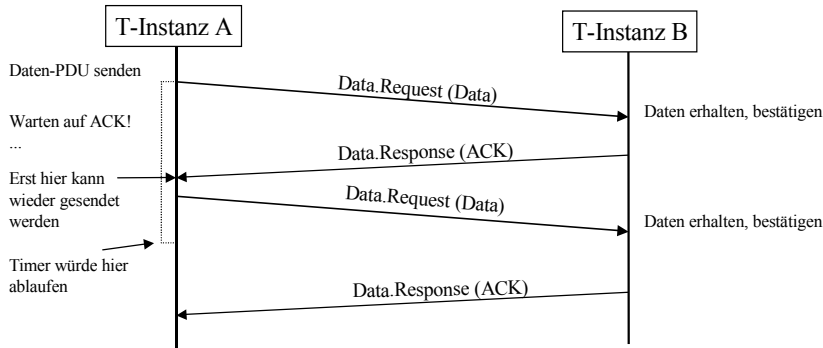 T-Instanz A
T-Instanz B
Daten-PDU senden
Data.Request (Data)
Daten erhalten, bestätigen
Warten auf ACK!
...
Data.Response (ACK)
Erst hier kann
wieder gesendet
werden
Data.Request (Data)
Daten erhalten, bestätigen
Timer würde hier
ablaufen
Data.Response (ACK)